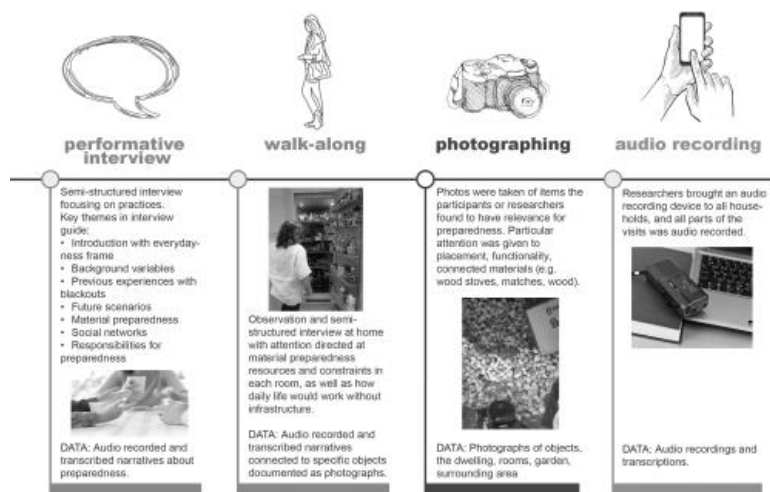 performative
interview
Semi-structured interview
focusing on practices.
Key themes in interview
guide:
• Introduction with everyday-
ness frame
• Background variables
• Previous experiences with
blackouts
• Future scenarios
• Material preparedness
• Social networks
• Responsibilities for
preparedness
DATA: Audio recorded and
transcribed narratives about
preparedness.
walk-along
Observation and semi-
structured interview at home
with attention directed at
material preparedness
resources and constraints in
each room, as well as how
daily life would work without
infrastructure.
DATA: Audio recorded and
transcribed narratives
connected to specific objects
documented as photographs.
photographing
Photos were taken of items the
participants or researchers
found to have relevance for
preparedness. Particular
attention was given to
placement, functionality,
connected materials (e.g.
wood stoves, matches, wood).
DATA: Photographs of objects,
the dwelling, rooms, garden,
surrounding area
audio recording
Researchers brought an audio
recording device to all house-
holds, and all parts of the
visits was audio recorded.
DATA: Audio recordings and
transcriptions.